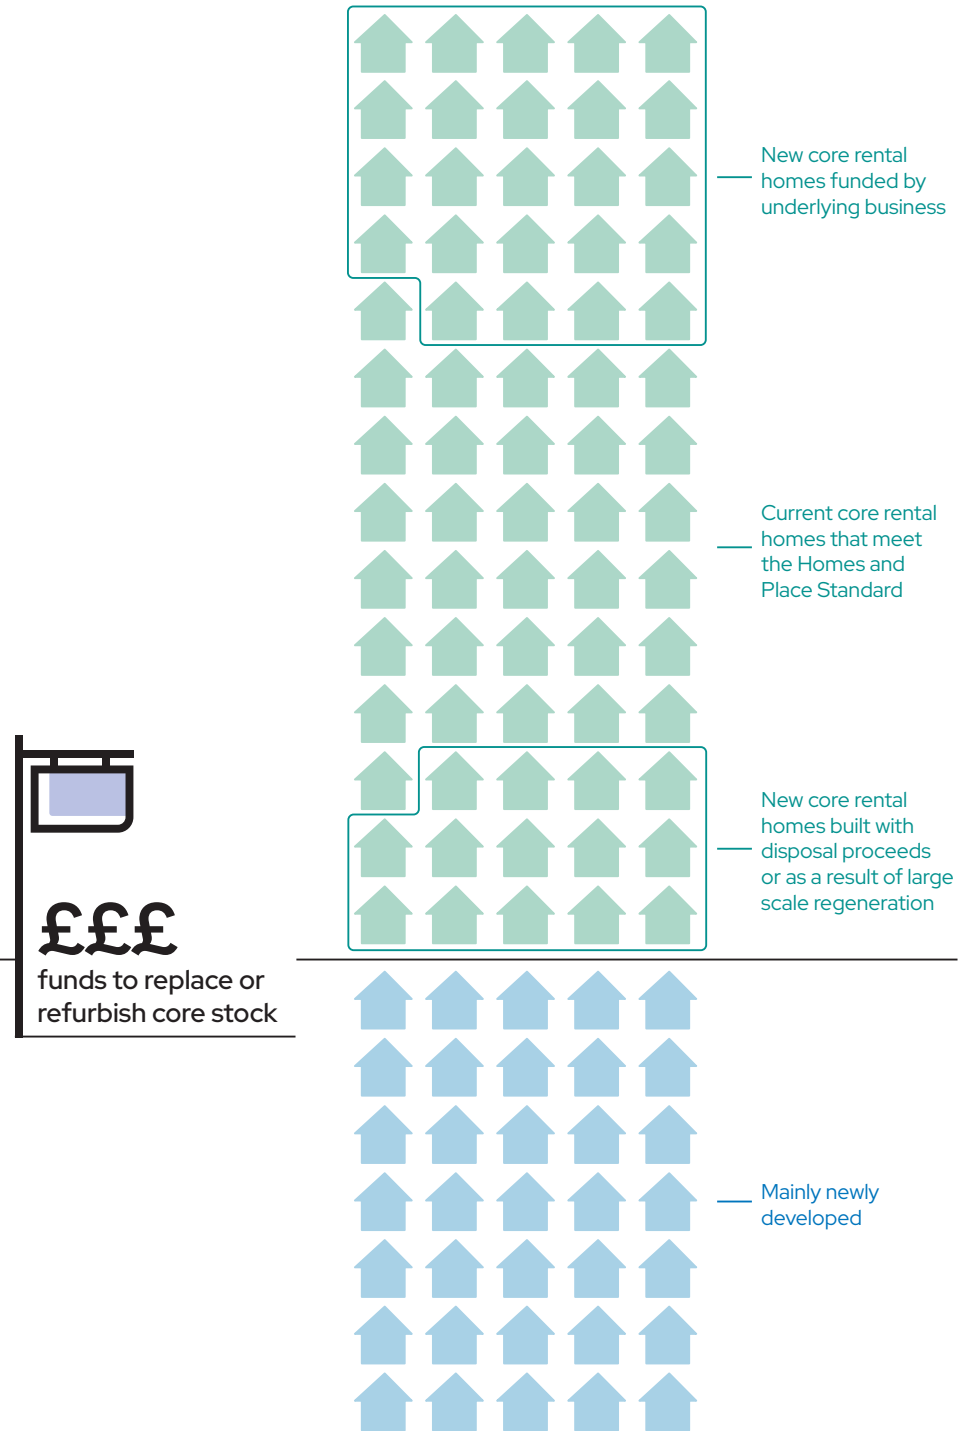 New core rental
homes funded by
underlying business
Current core rental
homes that meet
the Homes and
Place Standard
New core rental
homes built with
disposal proceeds
or as a result of large
scale regeneration
£££
funds to replace or
refurbish core stock
Mainly newly
developed